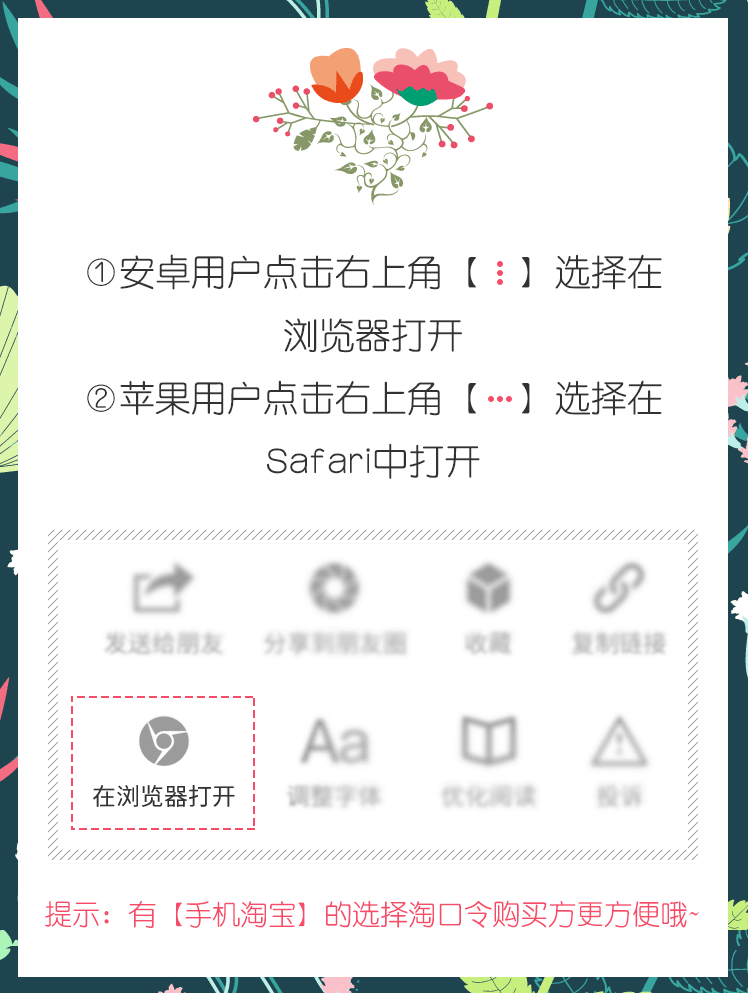 ①安卓用户点击右上角【⋮】选择在
浏览器打开
②苹果用户点击右上角【•••】选择在
Safari中打开
发送给朋友 分享到朋友圈 收藏 复制链接
在浏览器打开 Aa 调整字体 优化阅读 投诉
提示：有【手机淘宝】的选择淘口令购买方更方便哦~